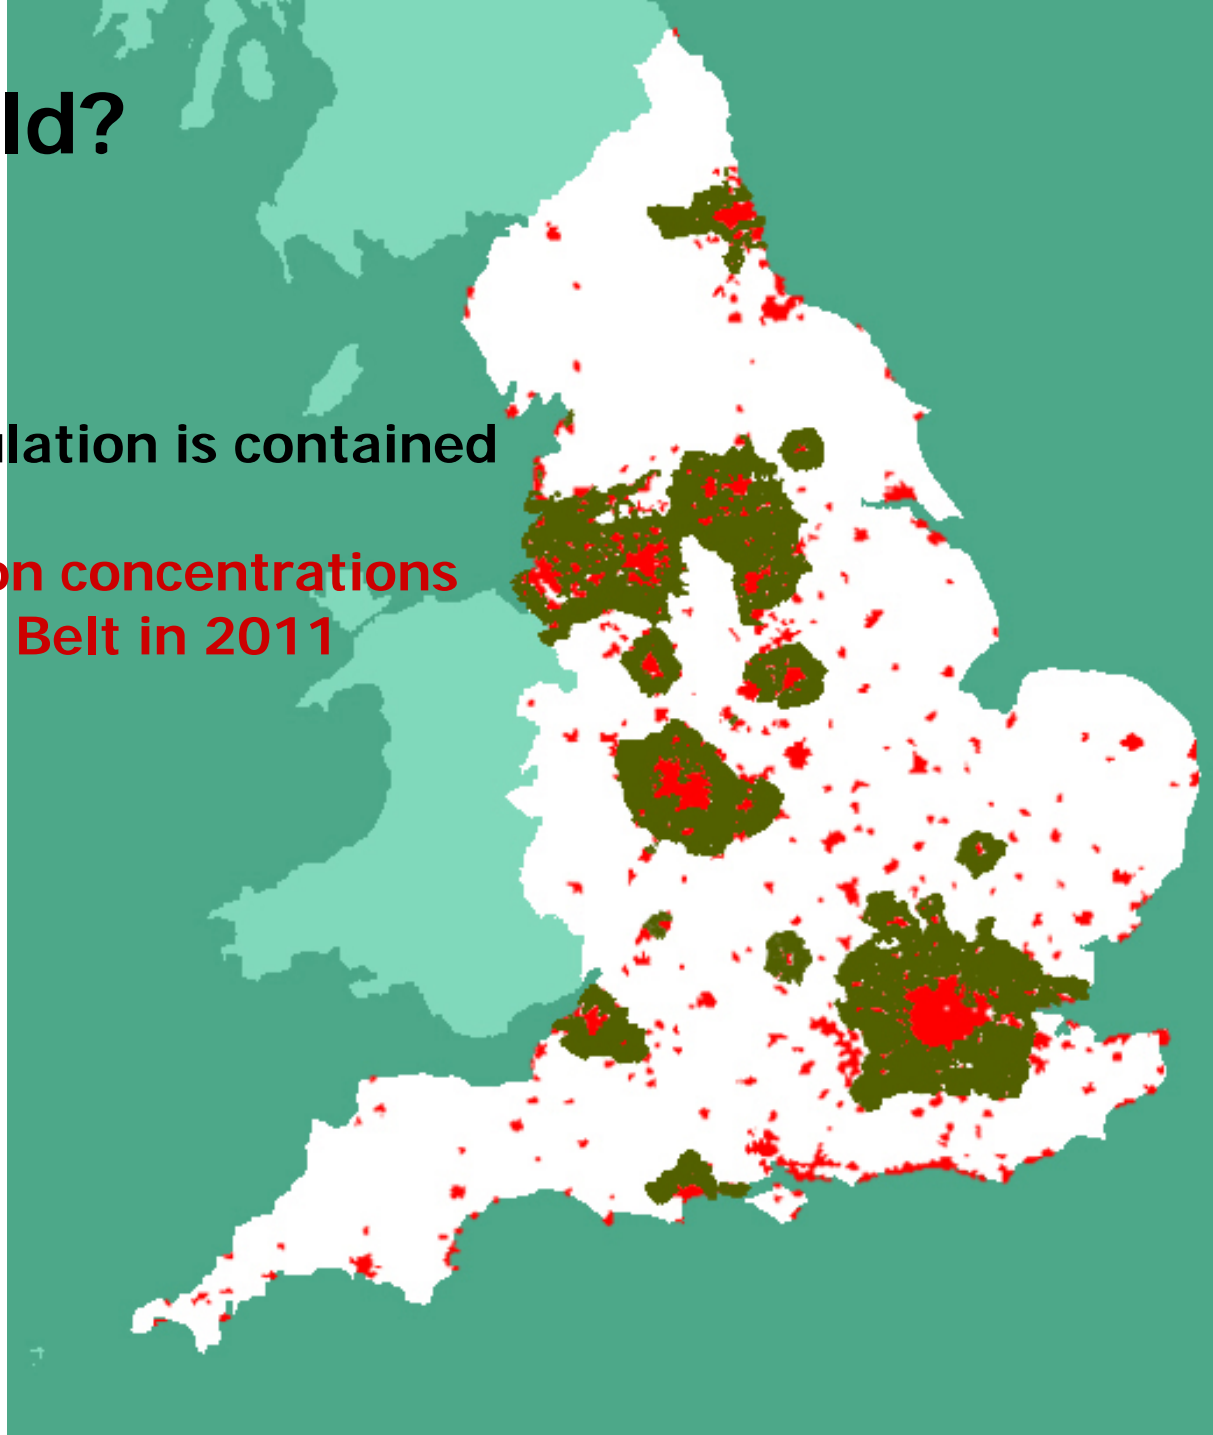 ld?
ulation is contained
on concentrations
Belt in 2011